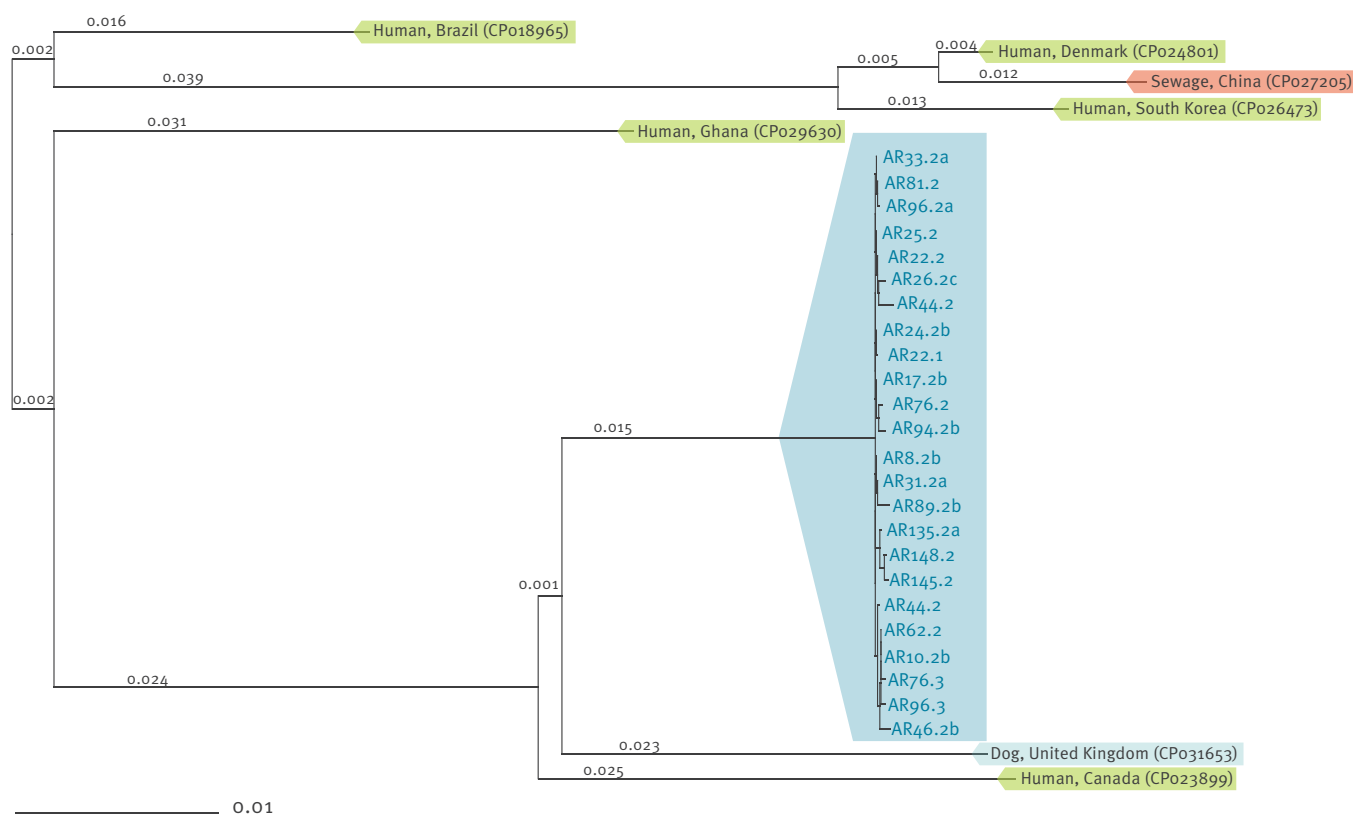 0.016
Human, Brazil (CP018965)
0.002
0.004
Human, Denmark (CP024801)
0.005
0.039
0.012
Sewage, China (CP027205)
0.013
Human, South Korea (CP026473)
0.031
Human, Ghana (CP029630)
AR33.2a
AR81.2
AR96.2a
AR25.2
AR22.2
AR26.2c
AR44.2
AR24.2b
AR22.1
AR17.2b
0.002
AR76.2
0.015
AR94.2b
AR8.2b
AR31.2a
AR89.2b
AR135.2a
AR148.2
AR145.2
0.001
AR44.2
AR62.2
AR10.2b
0.024
AR76.3
AR96.3
AR46.2b
0.023
Dog, United Kingdom (CP031653)
0.025
Human, Canada (CP023899)
0.01